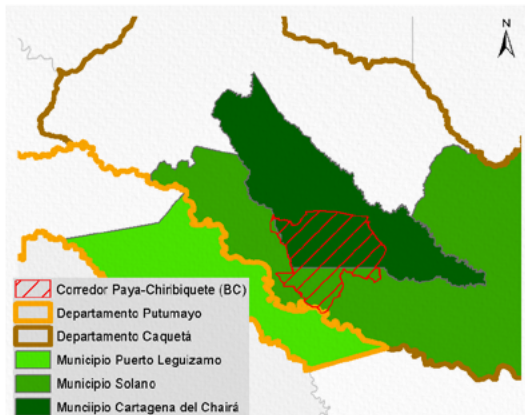 N
Corredor Paya-Chiribiquete (BC)
Departamento Putumayo
Departamento Caquetá
Municipio Puerto Leguizamo
Municipio Solano
Munciipio Cartagena del Chairá